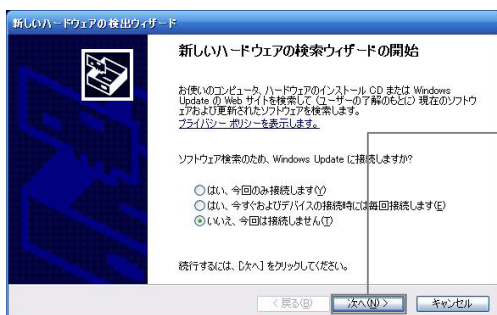 新しいハードウェアの検出ウィザード
新しいハードウェアの検索ウィザードの開始
お使いのコンピュータ、ハードウェアのインストール CD または Windows
Update の Web サイトを検索して (ユーザーの了解のもとに) 現在のソフトウ
ェアおよび更新されたソフトウェアを検索します。
プライバシー ポリシーを表示します。
ソフトウェア検索のため、Windows Update に接続しますか?
はい、今回のみ接続します(Y)
はい、今すぐおよびデバイスの接続時には毎回接続します(E)
いいえ、今回は接続しません(T)
続行するには、[次へ] をクリックしてください。
< 戻る(B)
次へ(N) >
キャンセル